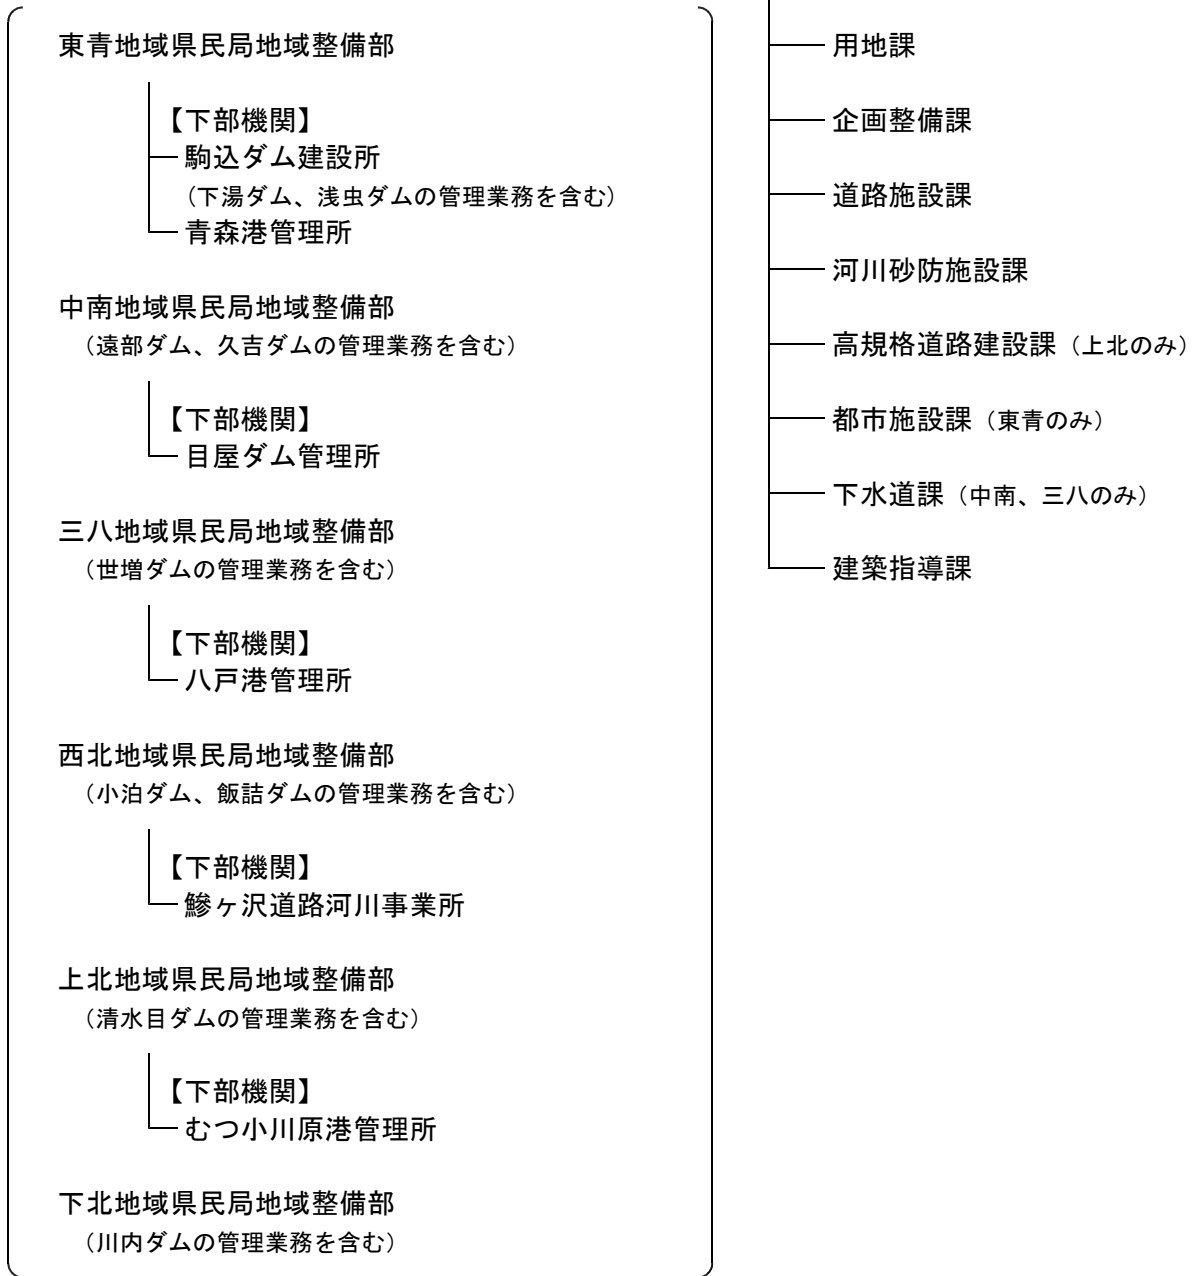 東青地域県民局地域整備部
【下部機関】
駒込ダム建設所
（下湯ダム、浅虫ダムの管理業務を含む）
青森港管理所
中南地域県民局地域整備部
（遠部ダム、久吉ダムの管理業務を含む）
【下部機関】
目屋ダム管理所
三八地域県民局地域整備部
（世増ダムの管理業務を含む）
【下部機関】
八戸港管理所
西北地域県民局地域整備部
（小泊ダム、飯詰ダムの管理業務を含む）
【下部機関】
鰺ヶ沢道路河川事業所
上北地域県民局地域整備部
（清水目ダムの管理業務を含む）
【下部機関】
むつ小川原港管理所
下北地域県民局地域整備部
（川内ダムの管理業務を含む）
用地課
企画整備課
道路施設課
河川砂防施設課
高規格道路建設課（上北のみ）
都市施設課（東青のみ）
下水道課（中南、三八のみ）
建築指導課